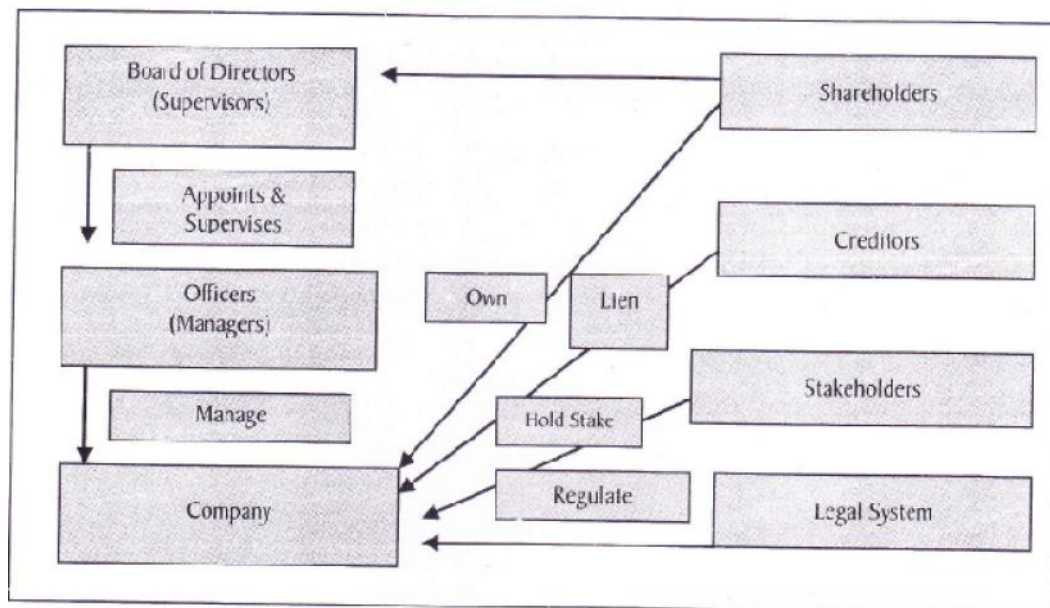 Board of Directors
(Supervisors)
Shareholders
Appoints &
Supervises
Creditors
Officers
(Managers)
Own
Lien
Stakeholders
Manage
Hold Stake
Company
Regulate
Legal System